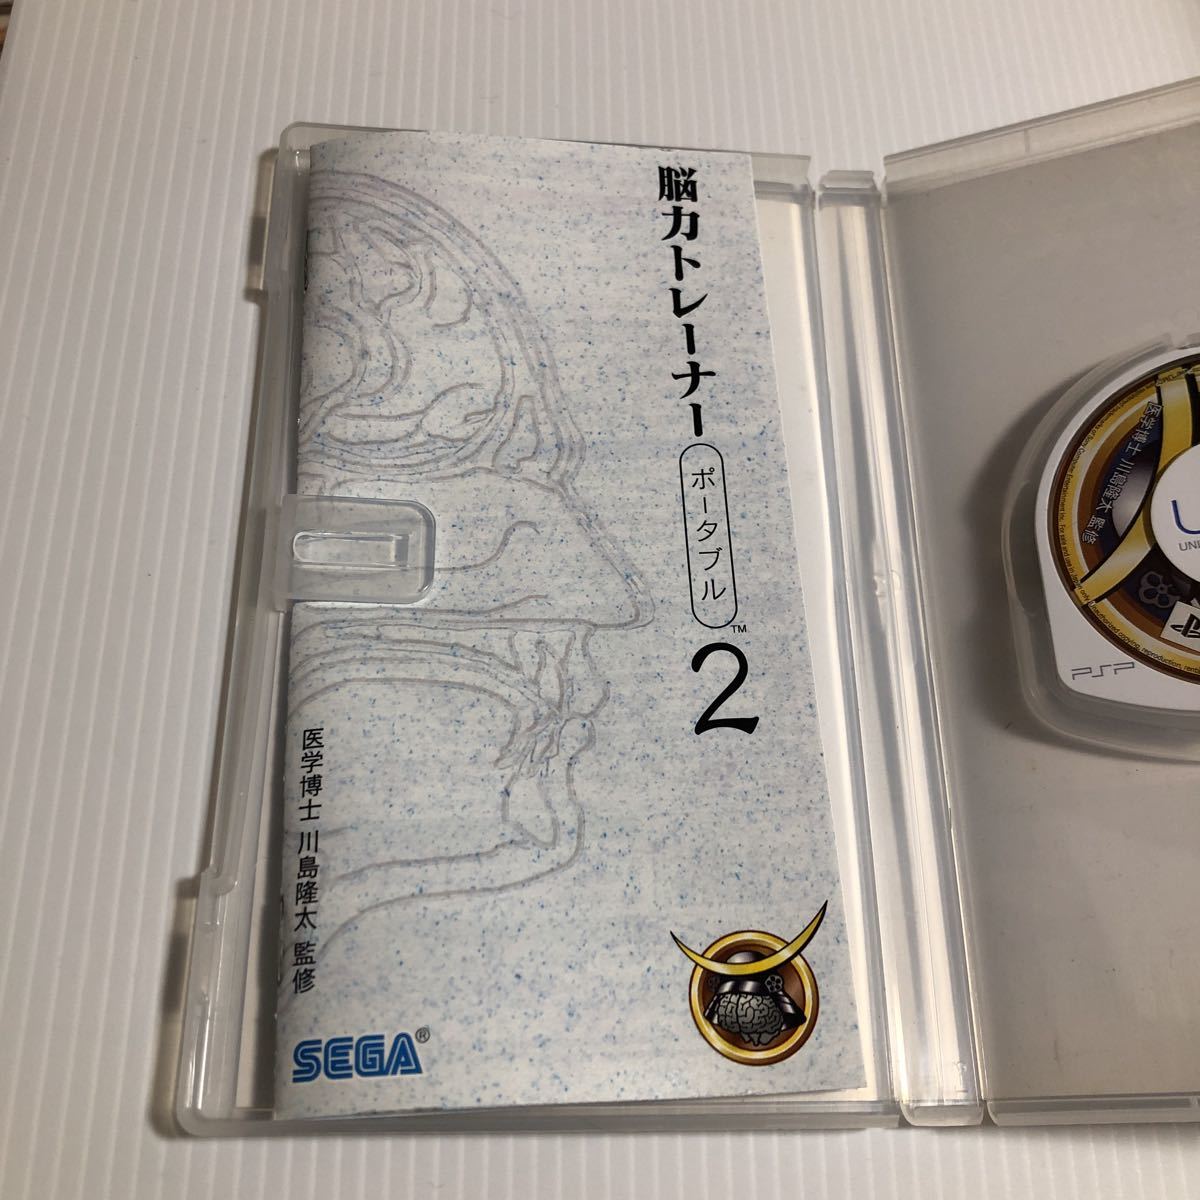 脳力トレーナー
ポータブル
™
2
医学博士 川島隆太 監修
SEGA®
医学博士 川島隆太 監修
PSP